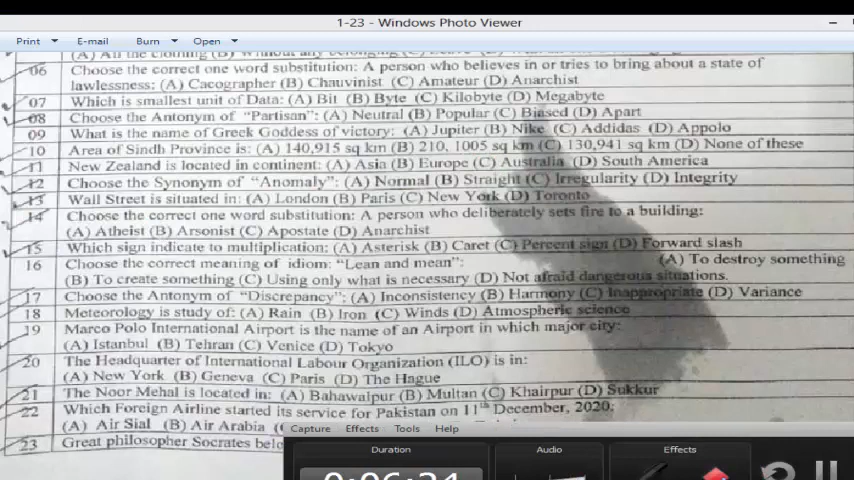 1-23 - Windows Photo Viewer
Print E-mail Burn Open
(A) All the clothing (B) Without any belonging (C)
06 Choose the correct one word substitution: A person who believes in or tries to bring about a state of
lawlessness: (A) Cacographer (B) Chauvinist (C) Amateur (D) Anarchist
07 Which is smallest unit of Data: (A) Bit (B) Byte (C) Kilobyte (D) Megabyte
08 Choose the Antonym of "Partisan": (A) Neutral (B) Popular (C) Biased (D) Apart
09 What is the name of Greek Goddess of victory: (A) Jupiter (B) Nike (C) Addidas (D) Appolo
10 Area of Sindh Province is: (A) 140,915 sq km (B) 210, 1005 sq km (C) 130,941 sq km (D) None of these
11 New Zealand is located in continent: (A) Asia (B) Europe (C) Australia (D) South America
12 Choose the Synonym of "Anomaly": (A) Normal (B) Straight (C) Irregularity (D) Integrity
13 Wall Street is situated in: (A) London (B) Paris (C) New York (D) Toronto
14 Choose the correct one word substitution: A person who deliberately sets fire to a building:
(A) Atheist (B) Arsonist (C) Apostate (D) Anarchist
15 Which sign indicate to multiplication: (A) Asterisk (B) Caret (C) Percent sign (D) Forward slash
16 Choose the correct meaning of idiom: "Lean and mean": (A) To destroy something
(B) To create something (C) Using only what is necessary (D) Not afraid dangerous situations.
17 Choose the Antonym of "Discrepancy": (A) Inconsistency (B) Harmony (C) Inappropriate (D) Variance
18 Meteorology is study of: (A) Rain (B) Iron (C) Winds (D) Atmospheric science
19 Marco Polo International Airport is the name of an Airport in which major city:
(A) Istanbul (B) Tehran (C) Venice (D) Tokyo
20 The Headquarter of International Labour Organization (ILO) is in:
(A) New York (B) Geneva (C) Paris (D) The Hague
21 The Noor Mehal is located in: (A) Bahawalpur (B) Multan (C) Khairpur (D) Sukkur
22 Which Foreign Airline started its service for Pakistan on 11th December, 2020:
(A) Air Sial (B) Air Arabia
23 Great philosopher Socrates
Capture Effects Tools Help
Duration Audio Effects
0:06:34